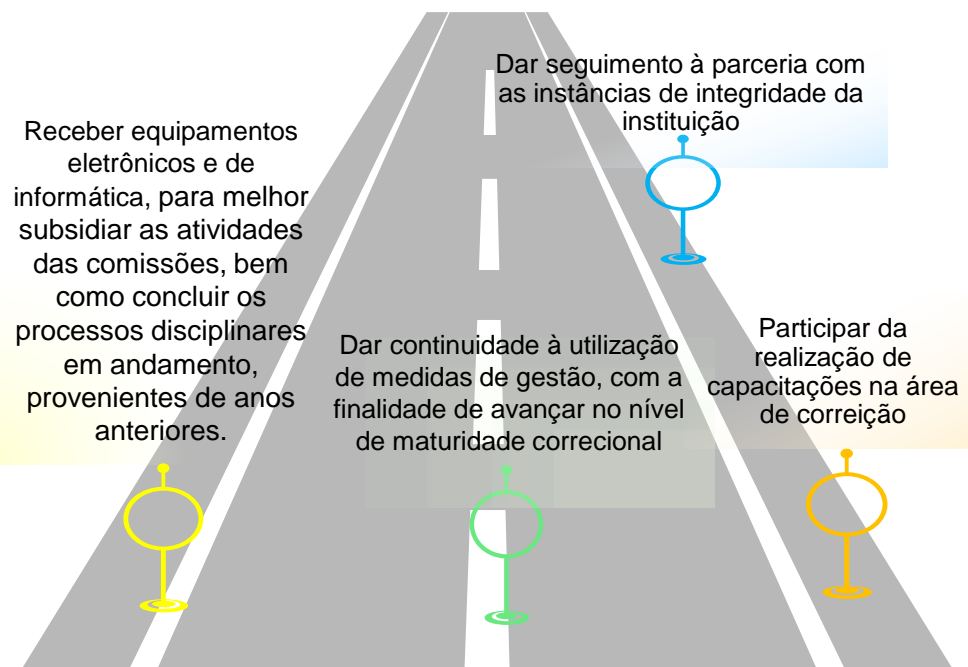 Dar seguimento à parceria com
as instâncias de integridade da
instituição
Receber equipamentos
eletrônicos e de
informática, para melhor
subsidiar as atividades
das comissões, bem
como concluir os
processos disciplinares
em andamento,
provenientes de anos
anteriores.
Dar continuidade à utilização
de medidas de gestão, com a
finalidade de avançar no nível
de maturidade correcional
Participar da
realização de
capacitações na área
de correição